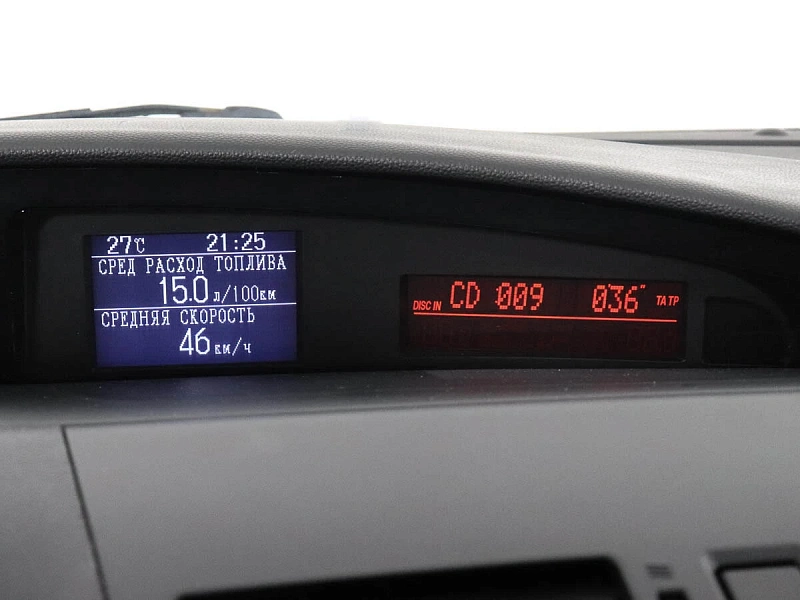 27°C 21:25
СРЕД РАСХОД ТОПЛИВА
15.0 л/100км
СРЕДНЯЯ СКОРОСТЬ
46 км/ч
DISC IN CD 009 036" TA TP